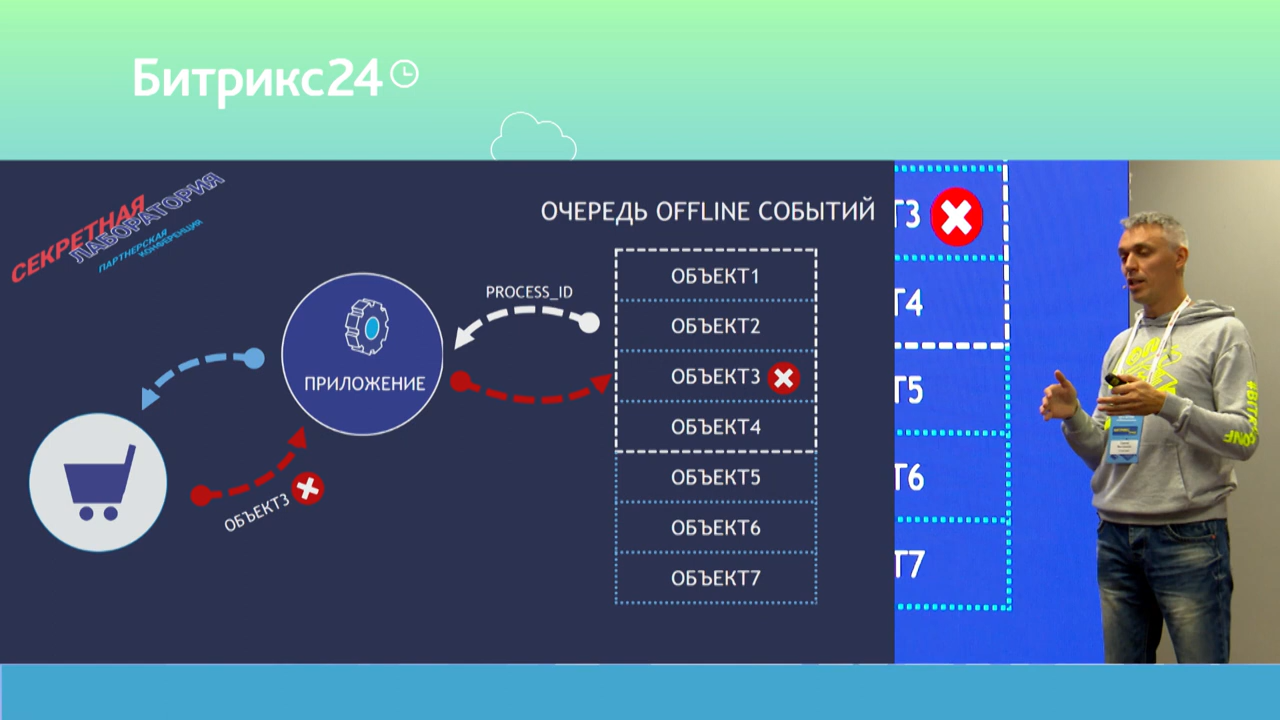 Битрикс24
СЕКРЕТНАЯ
ЛАБОРАТОРИЯ
ПАРТНЕРСКАЯ
КОНФЕРЕНЦИЯ
ОЧЕРЕДЬ OFFLINE СОБЫТИЙ
PROCESS_ID
ПРИЛОЖЕНИЕ
ОБЪЕКТ3
ОБЪЕКТ1
ОБЪЕКТ2
ОБЪЕКТ3
ОБЪЕКТ4
ОБЪЕКТ5
ОБЪЕКТ6
ОБЪЕКТ7
Т3
Т4
Т5
Т6
Т7